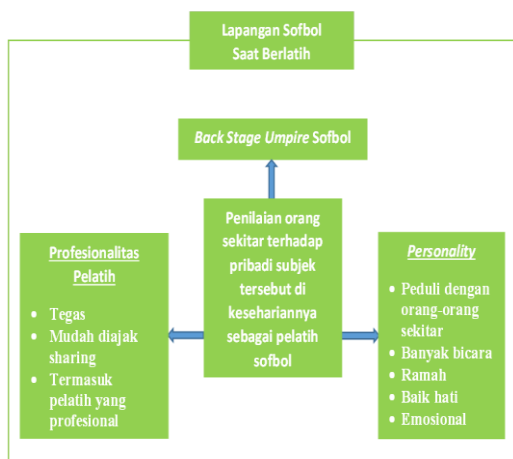 Lapangan Sofbol
Saat Berlatih
Back Stage Umpire Sofbol
Profesionalitas
Pelatih
• Tegas
• Mudah diajak
sharing
• Termasuk
pelatih yang
profesional
Penilaian orang
sekitar terhadap
pribadi subjek
tersebut di
kesehariannya
sebagai pelatih
sofbol
Personality
• Peduli dengan
orang-orang
sekitar
• Banyak bicara
• Ramah
• Baik hati
• Emosional